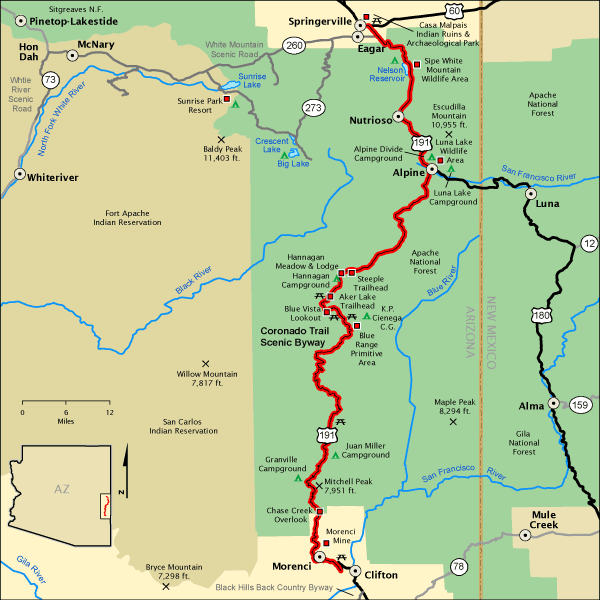 Sitgreaves N.F.
Pinetop-Lakeside
Springerville
60
Casa Malpais
Indian Ruins &
Archaeological Park
Hon
Dah
McNary
White Mountain
Scenic Road
260
Eagar
73
White
River
Scenic
Road
North Fork White River
Sunrise
Lake
Sunrise Park
Resort
Nelson
Reservoir
Sipe White
Mountain
Wildlife Area
273
Nutrioso
Escudilla
Mountain
10,955 ft.
Apache
National
Forest
Baldy Peak
11,403 ft.
Crescent
Lake
Big Lake
191
Alpine Divide
Campground
Luna Lake
Wildlife
Area
Alpine
San Francisco River
Luna Lake
Campground
Luna
Whiteriver
Fort Apache
Indian Reservation
12
Black River
Hannagan
Meadow & Lodge
Hannagan
Campground
Steeple
Trailhead
Aker Lake
Trailhead
Apache
National
Forest
Blue River
Blue Vista
Lookout
K.P.
Cienega
C.G.
Coronado Trail
Scenic Byway
Blue
Range
Primitive
Area
NEW MEXICO
ARIZONA
180
Willow Mountain
7,817 ft.
0 6 12
Miles
San Carlos
Indian Reservation
Maple Peak
8,294 ft.
Alma
159
Gila
National
Forest
191
Juan Miller
Campground
Granville
Campground
Mitchell Peak
7,951 ft.
San Francisco River
AZ
N
Chase Creek
Overlook
Morenci
Mine
Mule
Creek
Morenci
Clifton
78
Gila River
Bryce Mountain
7,298 ft.
Black Hills Back Country Byway